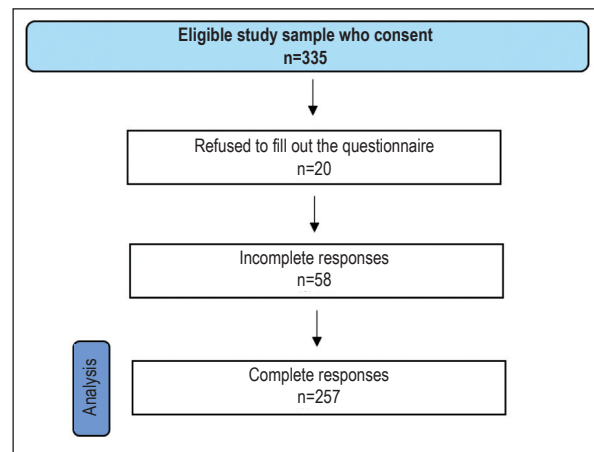 Eligible study sample who consent
n=335
Refused to fill out the questionnaire
n=20
Incomplete responses
n=58
Analysis
Complete responses
n=257